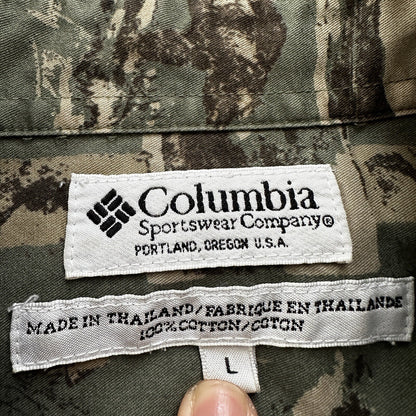 Columbia
Sportswear Company®
PORTLAND, OREGON U.S.A.
MADE IN THAILAND/FABRIQUE EN THAILANDE
100% COTTON/COTON
L